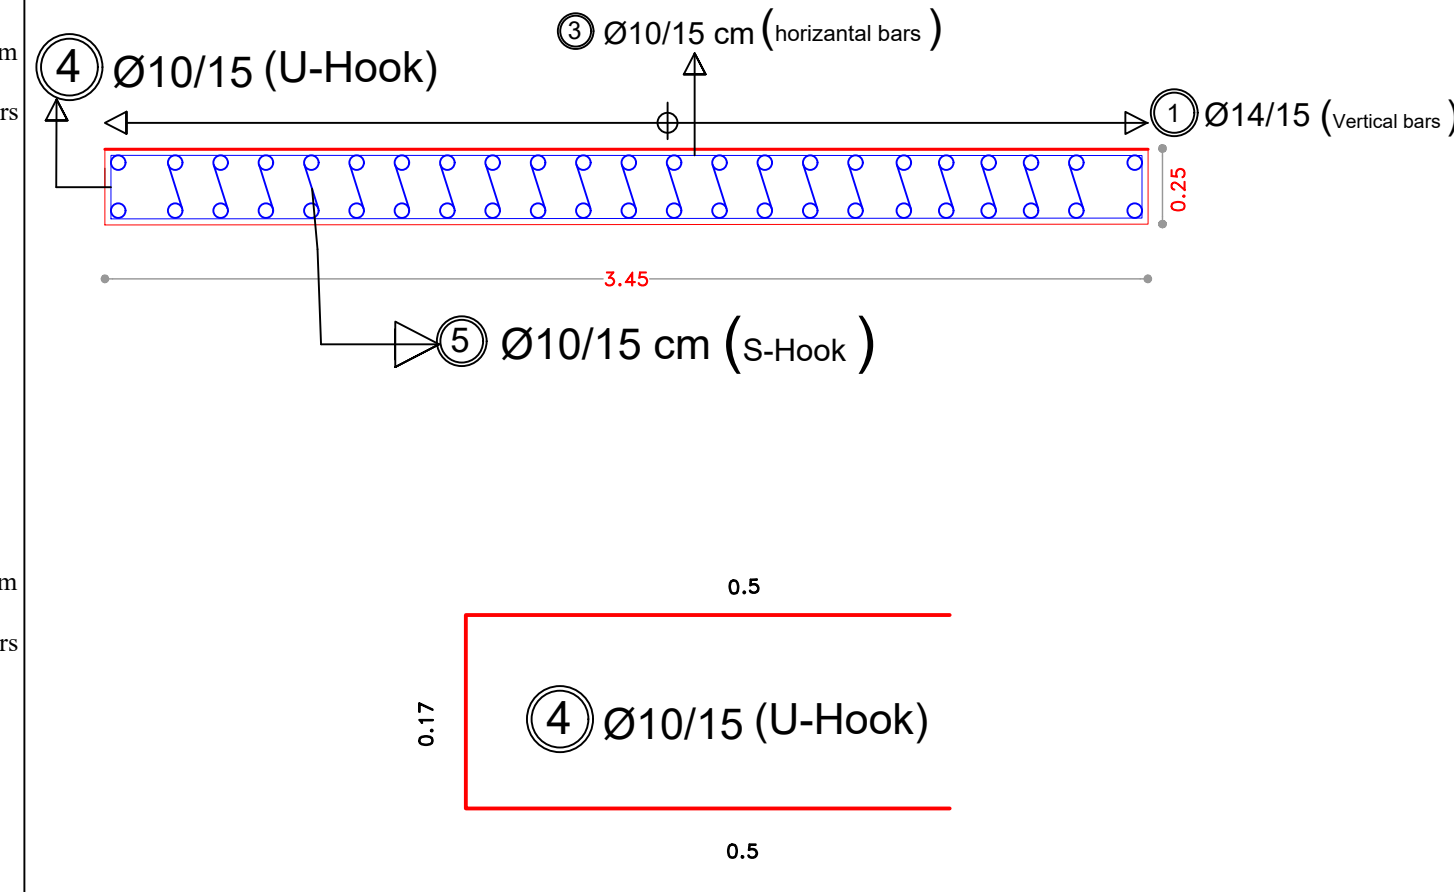 3 Ø10/15 cm (horizantal bars )
m
4 Ø10/15 (U-Hook)
rs
1 Ø14/15 (Vertical bars )
0.25
3.45
5 Ø10/15 cm (S-Hook )
m
0.5
rs
0.17
4 Ø10/15 (U-Hook)
0.5